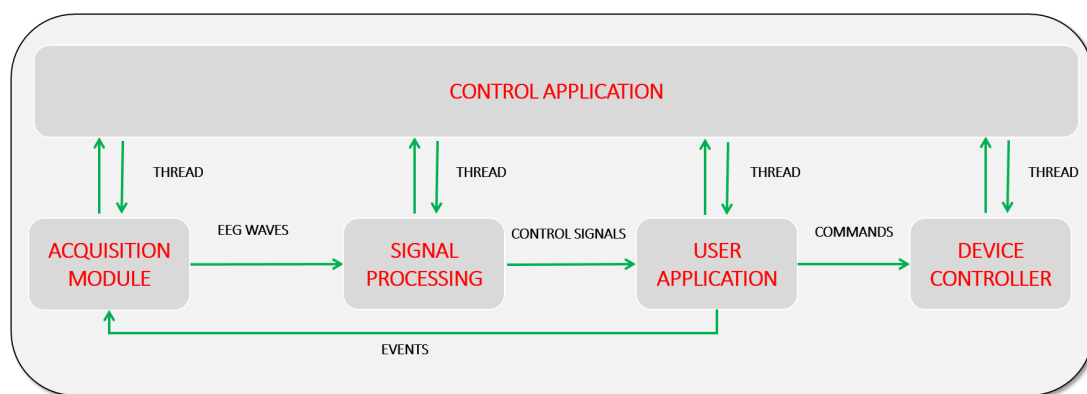 CONTROL APPLICATION
THREAD
THREAD
THREAD
THREAD
ACQUISITION
MODULE
EEG WAVES
SIGNAL
PROCESSING
CONTROL SIGNALS
USER
APPLICATION
COMMANDS
DEVICE
CONTROLLER
EVENTS